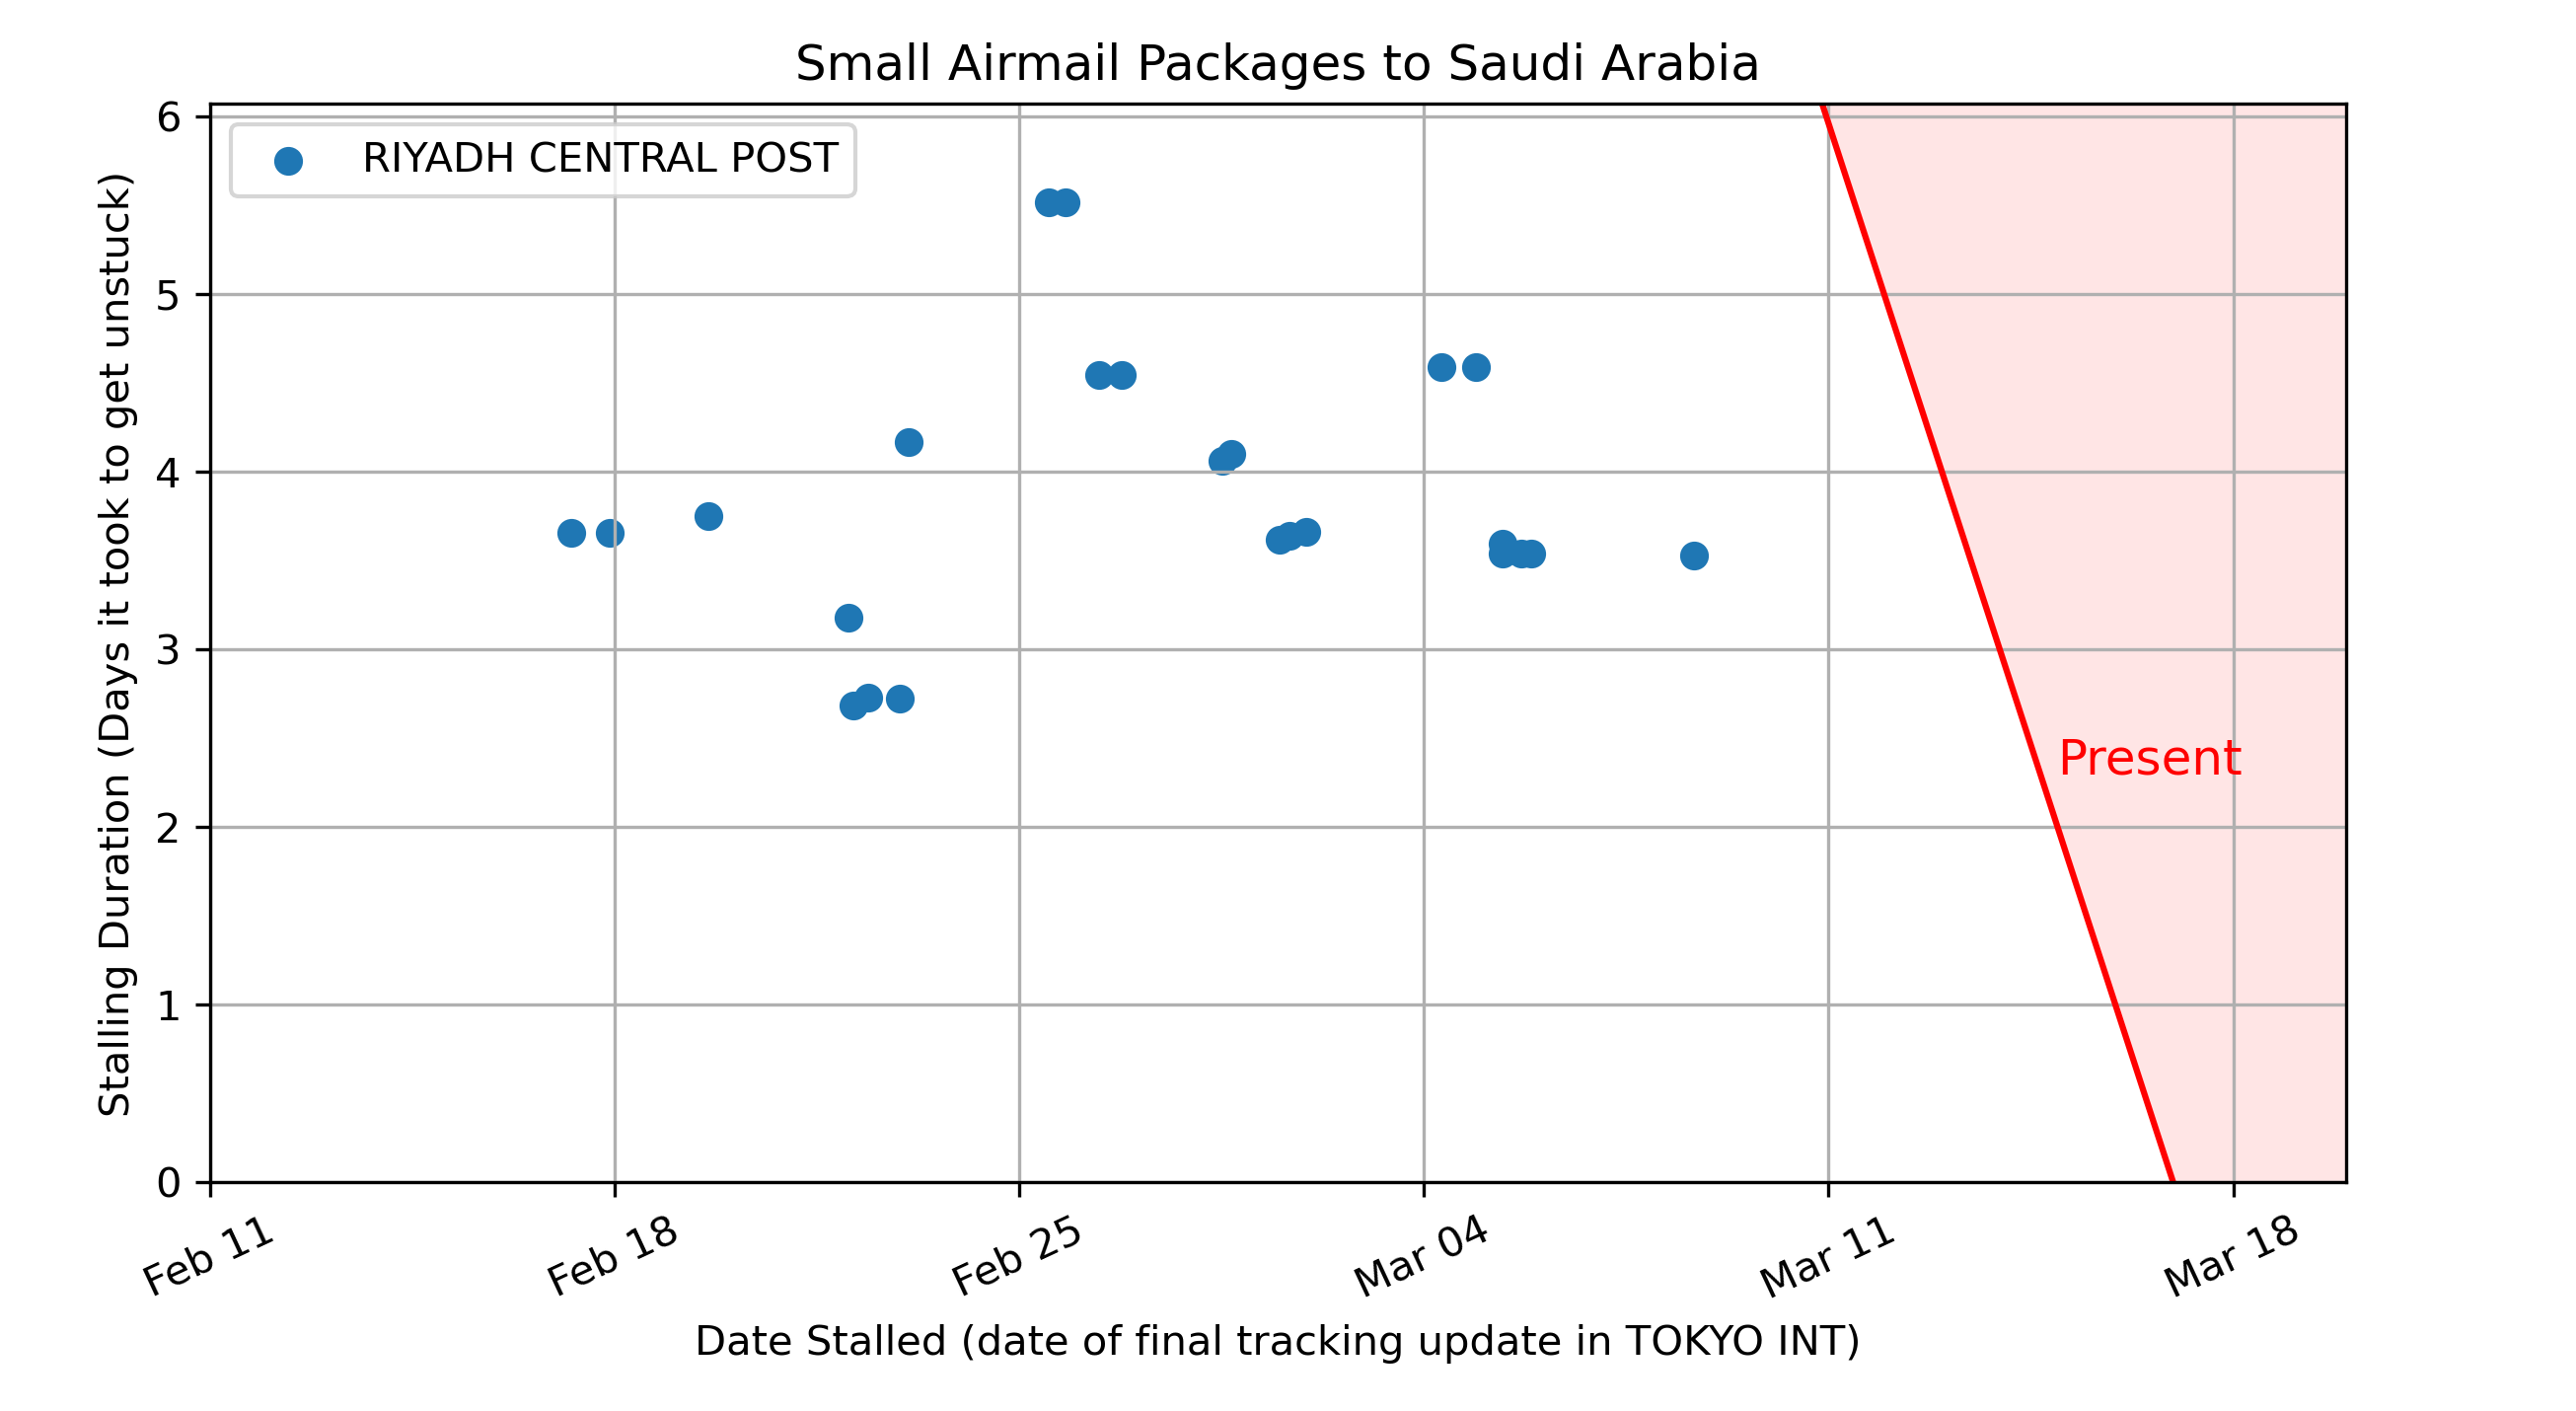 Small Airmail Packages to Saudi Arabia
RIYADH CENTRAL POST
Stalling Duration (Days it took to get unstuck)
6
5
4
3
2
1
0
Present
Feb 11
Feb 18
Feb 25
Mar 04
Mar 11
Mar 18
Date Stalled (date of final tracking update in TOKYO INT)